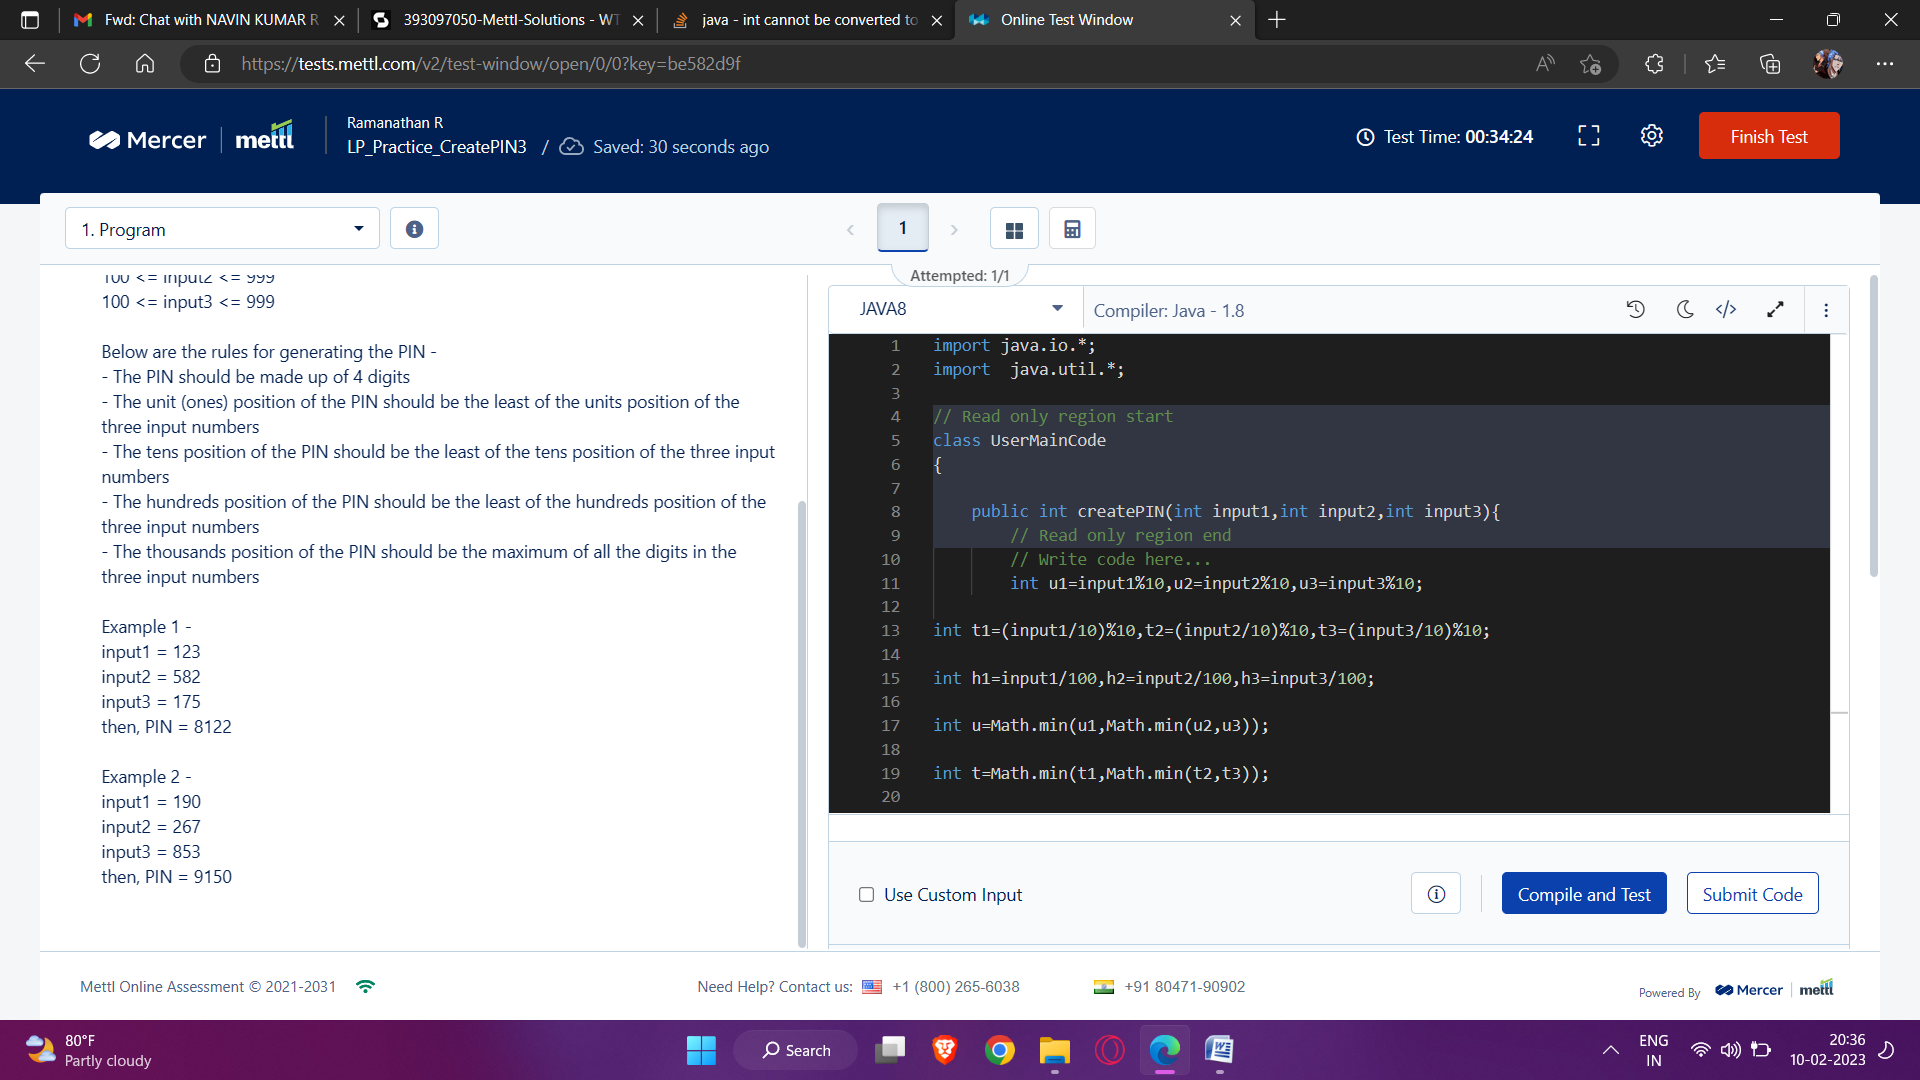 Fwd: Chat with NAVIN KUMAR R
393097050-Mettl-Solutions - WT
java - int cannot be converted to
Online Test Window
https://tests.mettl.com/v2/test-window/open/0/0?key=be582d9f
Mercer
mettl
Ramanathan R
LP_Practice_CreatePIN3 / Saved: 30 seconds ago
Test Time: 00:34:24
Finish Test
1. Program
1
Attempted: 1/1
100 <= input2 <= 999
100 <= input3 <= 999
Below are the rules for generating the PIN -
- The PIN should be made up of 4 digits
- The unit (ones) position of the PIN should be the least of the units position of the
three input numbers
- The tens position of the PIN should be the least of the tens position of the three input
numbers
- The hundreds position of the PIN should be the least of the hundreds position of the
three input numbers
- The thousands position of the PIN should be the maximum of all the digits in the
three input numbers
Example 1 -
input1 = 123
input2 = 582
input3 = 175
then, PIN = 8122
Example 2 -
input1 = 190
input2 = 267
input3 = 853
then, PIN = 9150
JAVA8
Compiler: Java - 1.8
1 import java.io.*;
2 import  java.util.*;
3
4 // Read only region start
5 class UserMainCode
6 {
7
8     public int createPIN(int input1,int input2,int input3){
9         // Read only region end
10         // Write code here...
11         int u1=input1%10,u2=input2%10,u3=input3%10;
12
13 int t1=(input1/10)%10,t2=(input2/10)%10,t3=(input3/10)%10;
14
15 int h1=input1/100,h2=input2/100,h3=input3/100;
16
17 int u=Math.min(u1,Math.min(u2,u3));
18
19 int t=Math.min(t1,Math.min(t2,t3));
20
Use Custom Input
Compile and Test
Submit Code
Mettl Online Assessment © 2021-2031
Need Help? Contact us: +1 (800) 265-6038
+91 80471-90902
Powered By Mercer mettl
80°F
Partly cloudy
Search
ENG
IN
20:36
10-02-2023